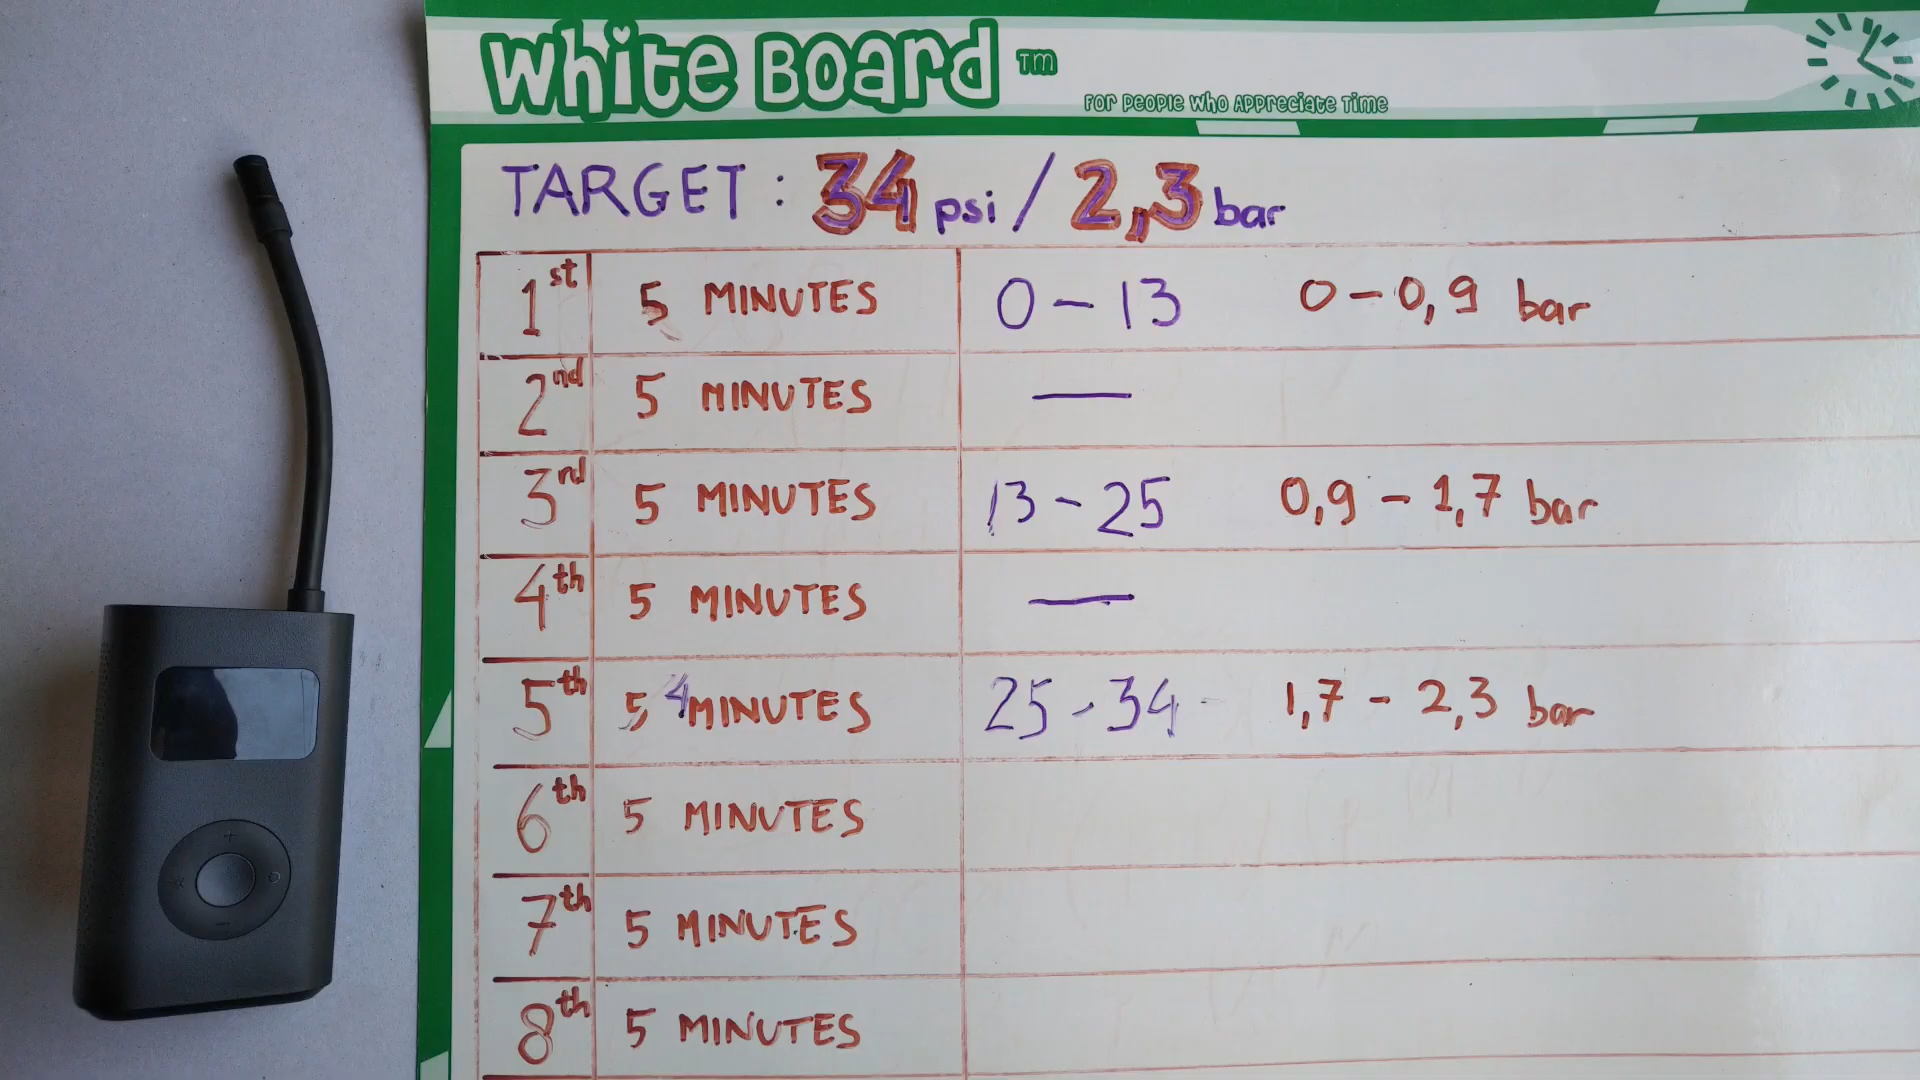 White Board TM
For People Who Appreciate Time
TARGET: 34 psi / 2,3 bar
1st 5 MINUTES 0 - 13 0 - 0,9 bar
2nd 5 MINUTES —
3rd 5 MINUTES 13 - 25 0,9 - 1,7 bar
4th 5 MINUTES —
5th 5 4 MINUTES 25 - 34 - 1,7 - 2,3 bar
6th 5 MINUTES
7th 5 MINUTES
8th 5 MINUTES